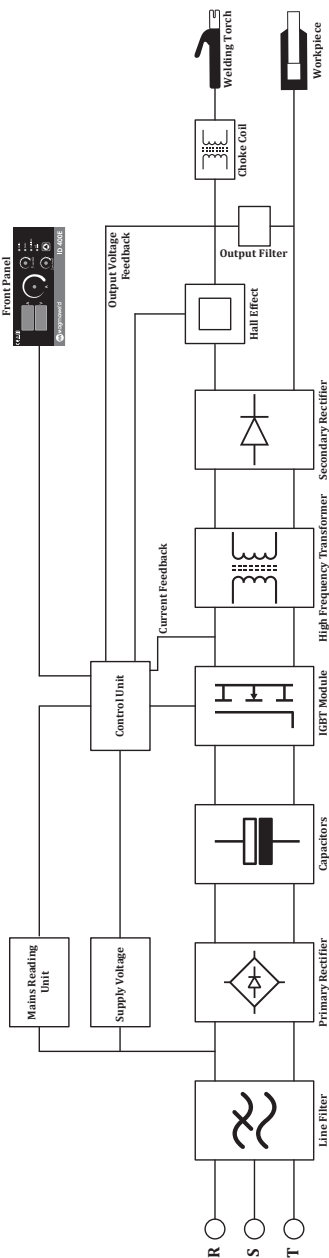 Front Panel
magmaweld
ID 400E
Output Voltage
Feedback
Current Feedback
Mains Reading
Unit
Supply Voltage
Control Unit
R
S
T
Line Filter
Primary Rectifier
Capacitors
IGBT Module
High Frequency Transformer
Secondary Rectifier
Hall Effect
Output Filter
Choke Coil
Welding Torch
Workpiece